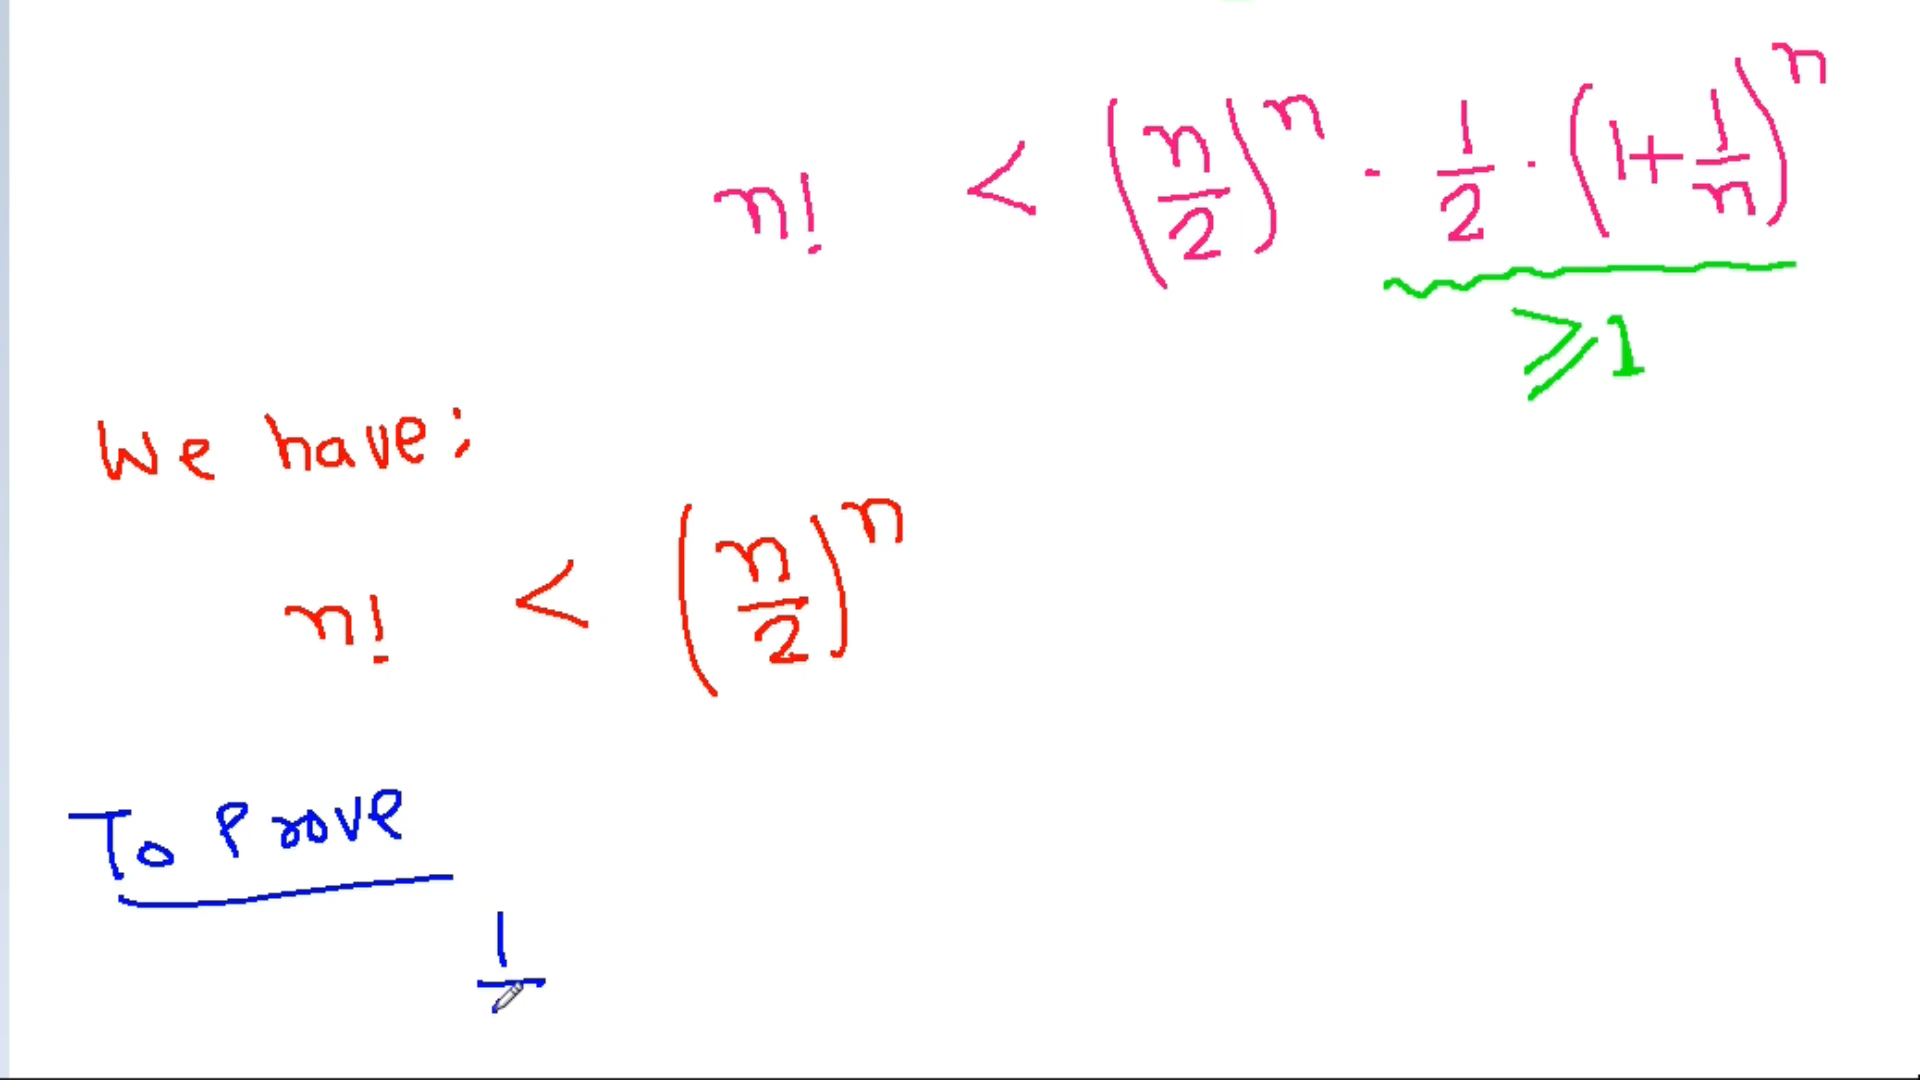 n! < (n/2)^n · 1/2 · (1+1/n)^n
⩾1
We have:
n! < (n/2)^n
To Prove
1